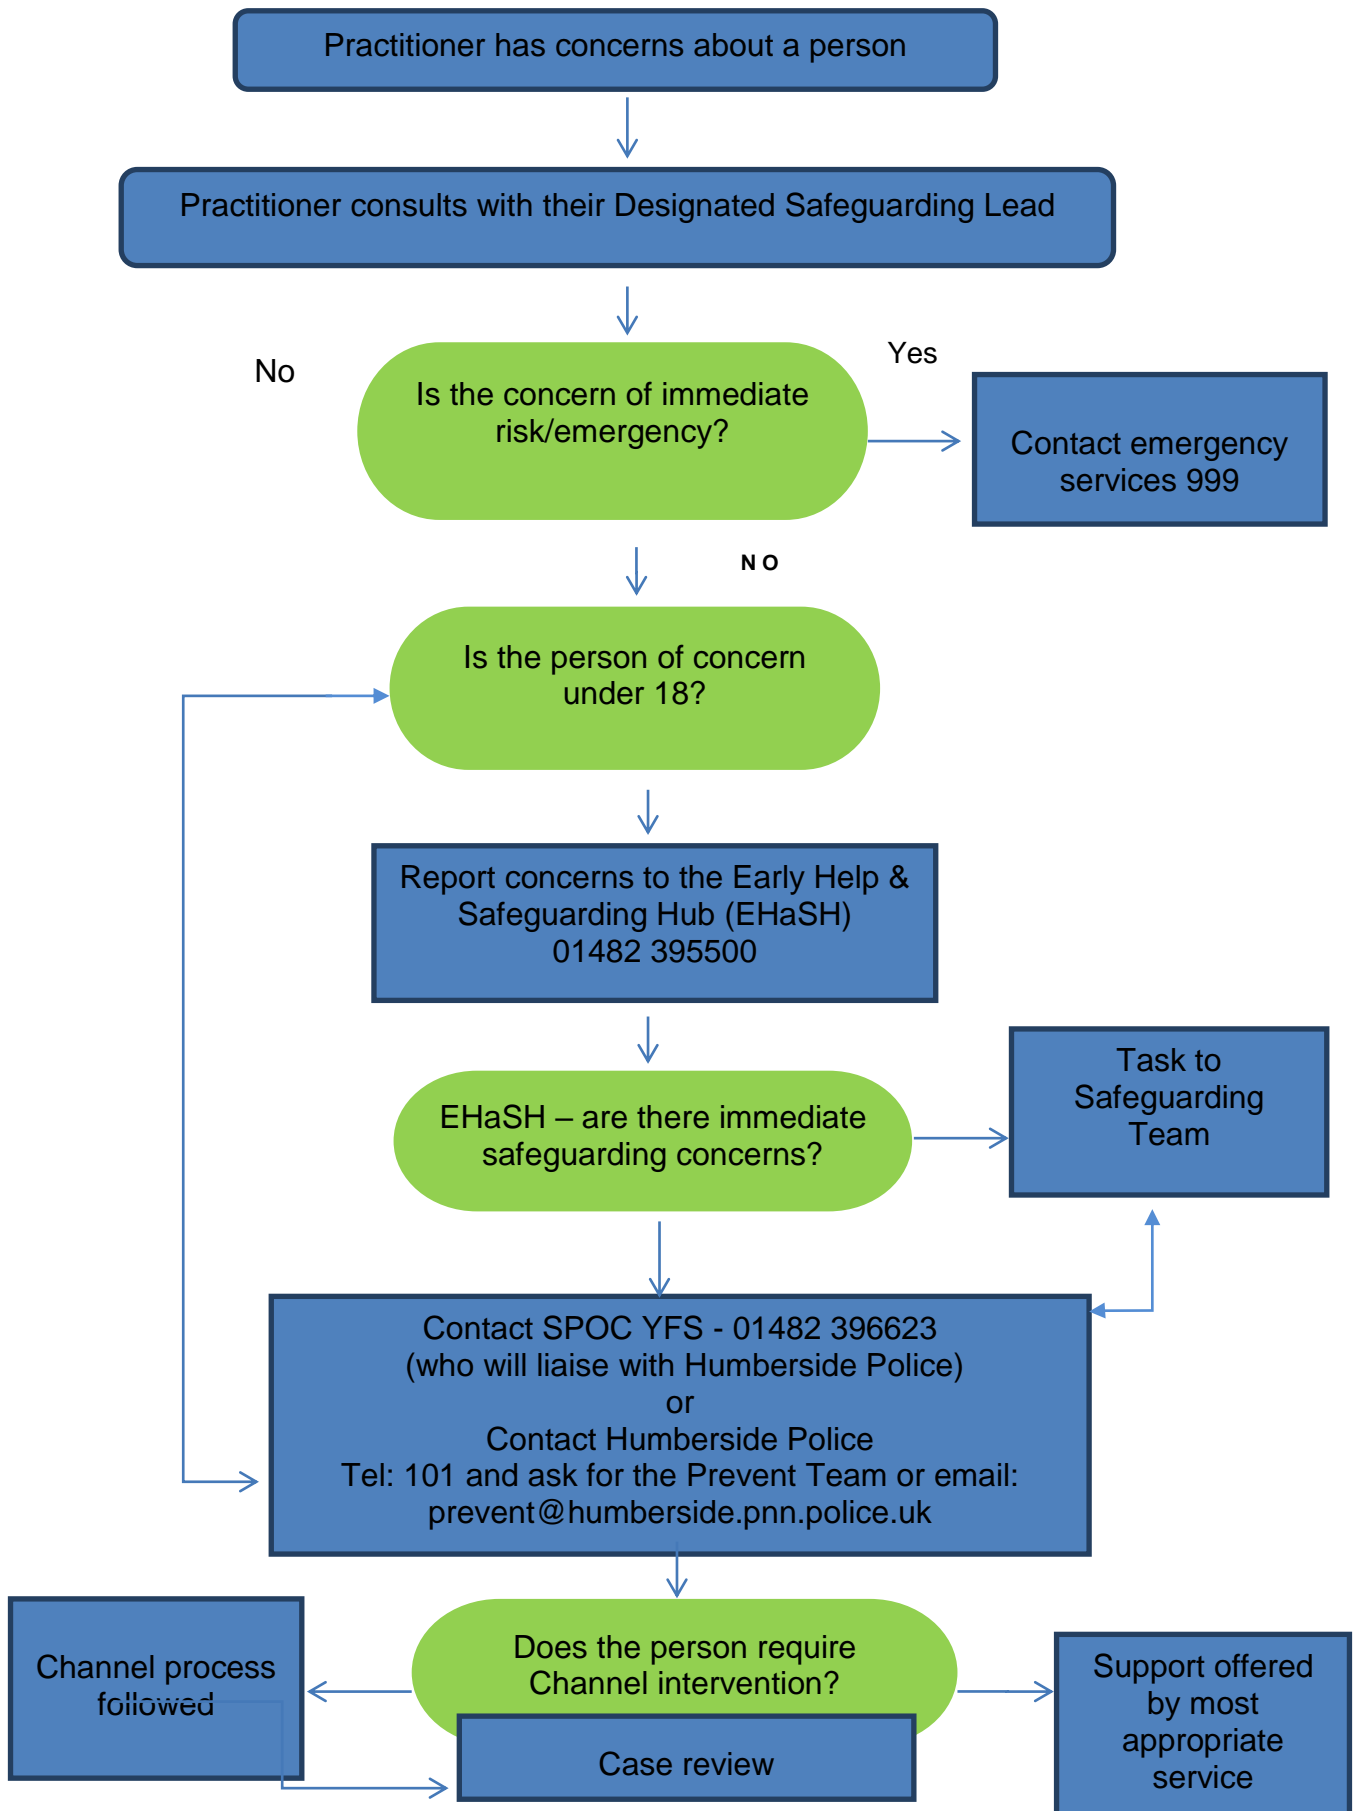 Practitioner has concerns about a person
Practitioner consults with their Designated Safeguarding Lead
No
Yes
Is the concern of immediate
risk/emergency?
Contact emergency
services 999
N O
Is the person of concern
under 18?
Report concerns to the Early Help &
Safeguarding Hub (EHaSH)
01482 395500
EHaSH – are there immediate
safeguarding concerns?
Task to
Safeguarding
Team
Contact SPOC YFS - 01482 396623
(who will liaise with Humberside Police)
or
Contact Humberside Police
Tel: 101 and ask for the Prevent Team or email:
prevent@humberside.pnn.police.uk
Channel process
followed
Does the person require
Channel intervention?
Support offered
by most
appropriate
service
Case review